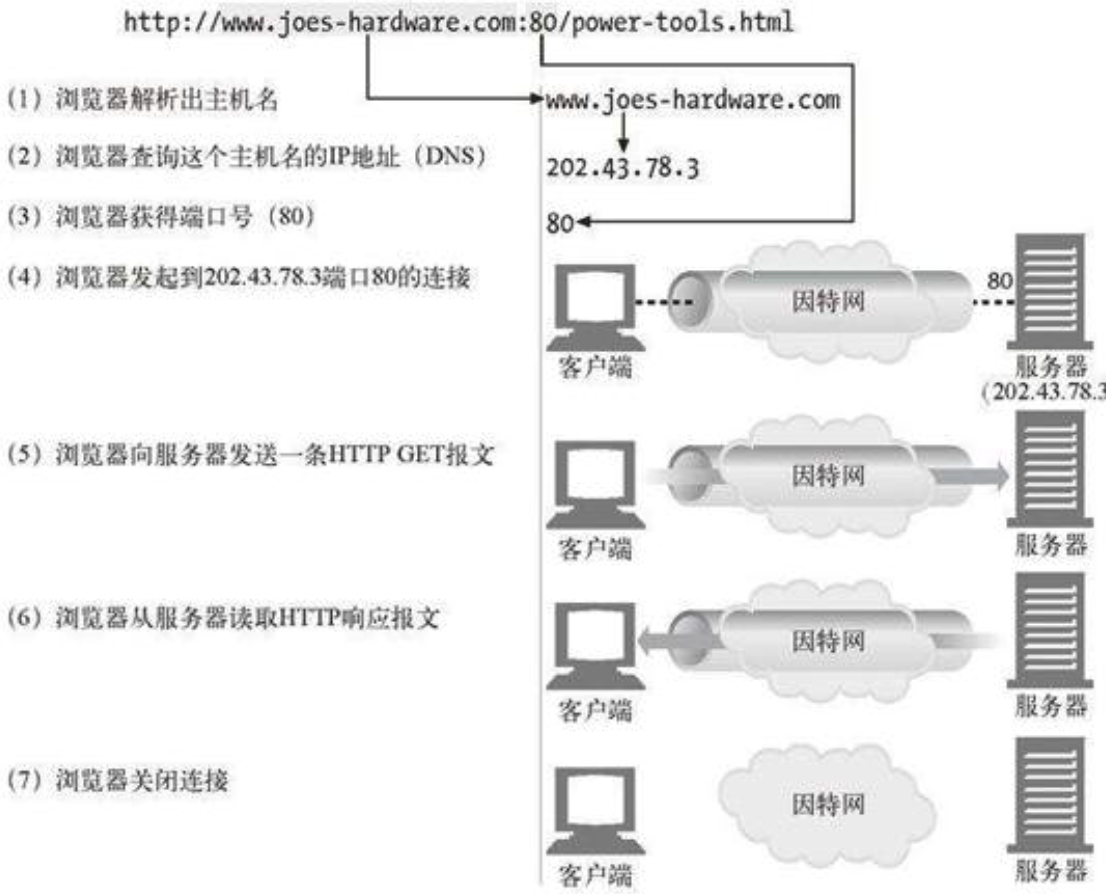 http://www.joes-hardware.com:80/power-tools.html
(1) 浏览器解析出主机名
www.joes-hardware.com
(2) 浏览器查询这个主机名的IP地址（DNS）
202.43.78.3
(3) 浏览器获得端口号（80）
80
(4) 浏览器发起到202.43.78.3端口80的连接
因特网
80
客户端
服务器
(202.43.78.3
(5) 浏览器向服务器发送一条HTTP GET报文
因特网
客户端
服务器
(6) 浏览器从服务器读取HTTP响应报文
因特网
客户端
服务器
(7) 浏览器关闭连接
因特网
客户端
服务器